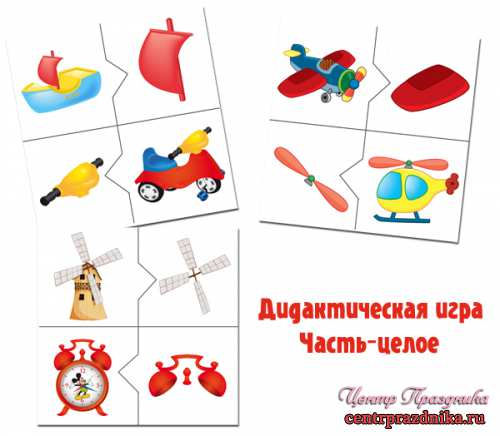 Дидактическая игра
Часть-целое
Центр Праздника
centrprazdnika.ru